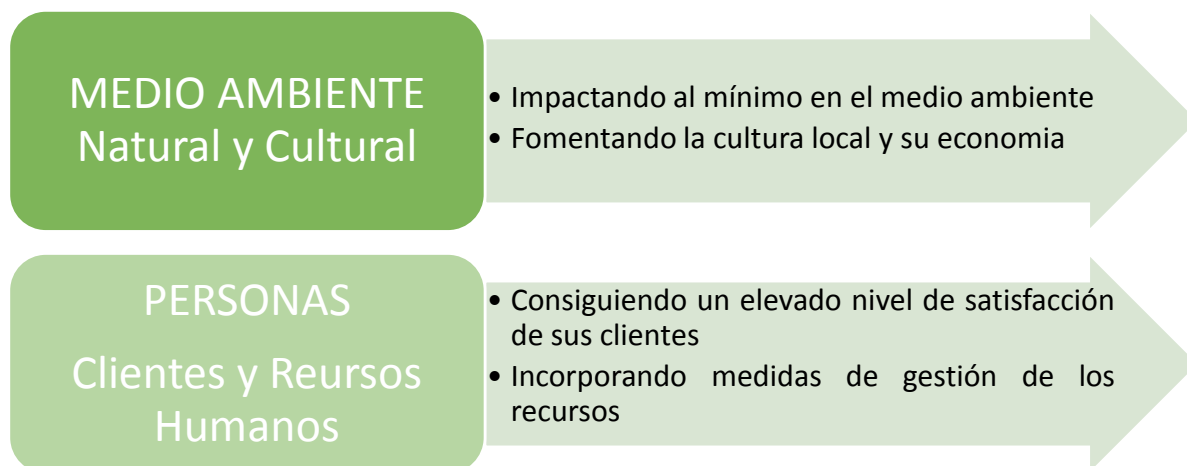 MEDIO AMBIENTE
Natural y Cultural
• Impactando al mínimo en el medio ambiente
• Fomentando la cultura local y su economia
PERSONAS
Clientes y Reursos
Humanos
• Consiguiendo un elevado nivel de satisfacción
de sus clientes
• Incorporando medidas de gestión de los
recursos